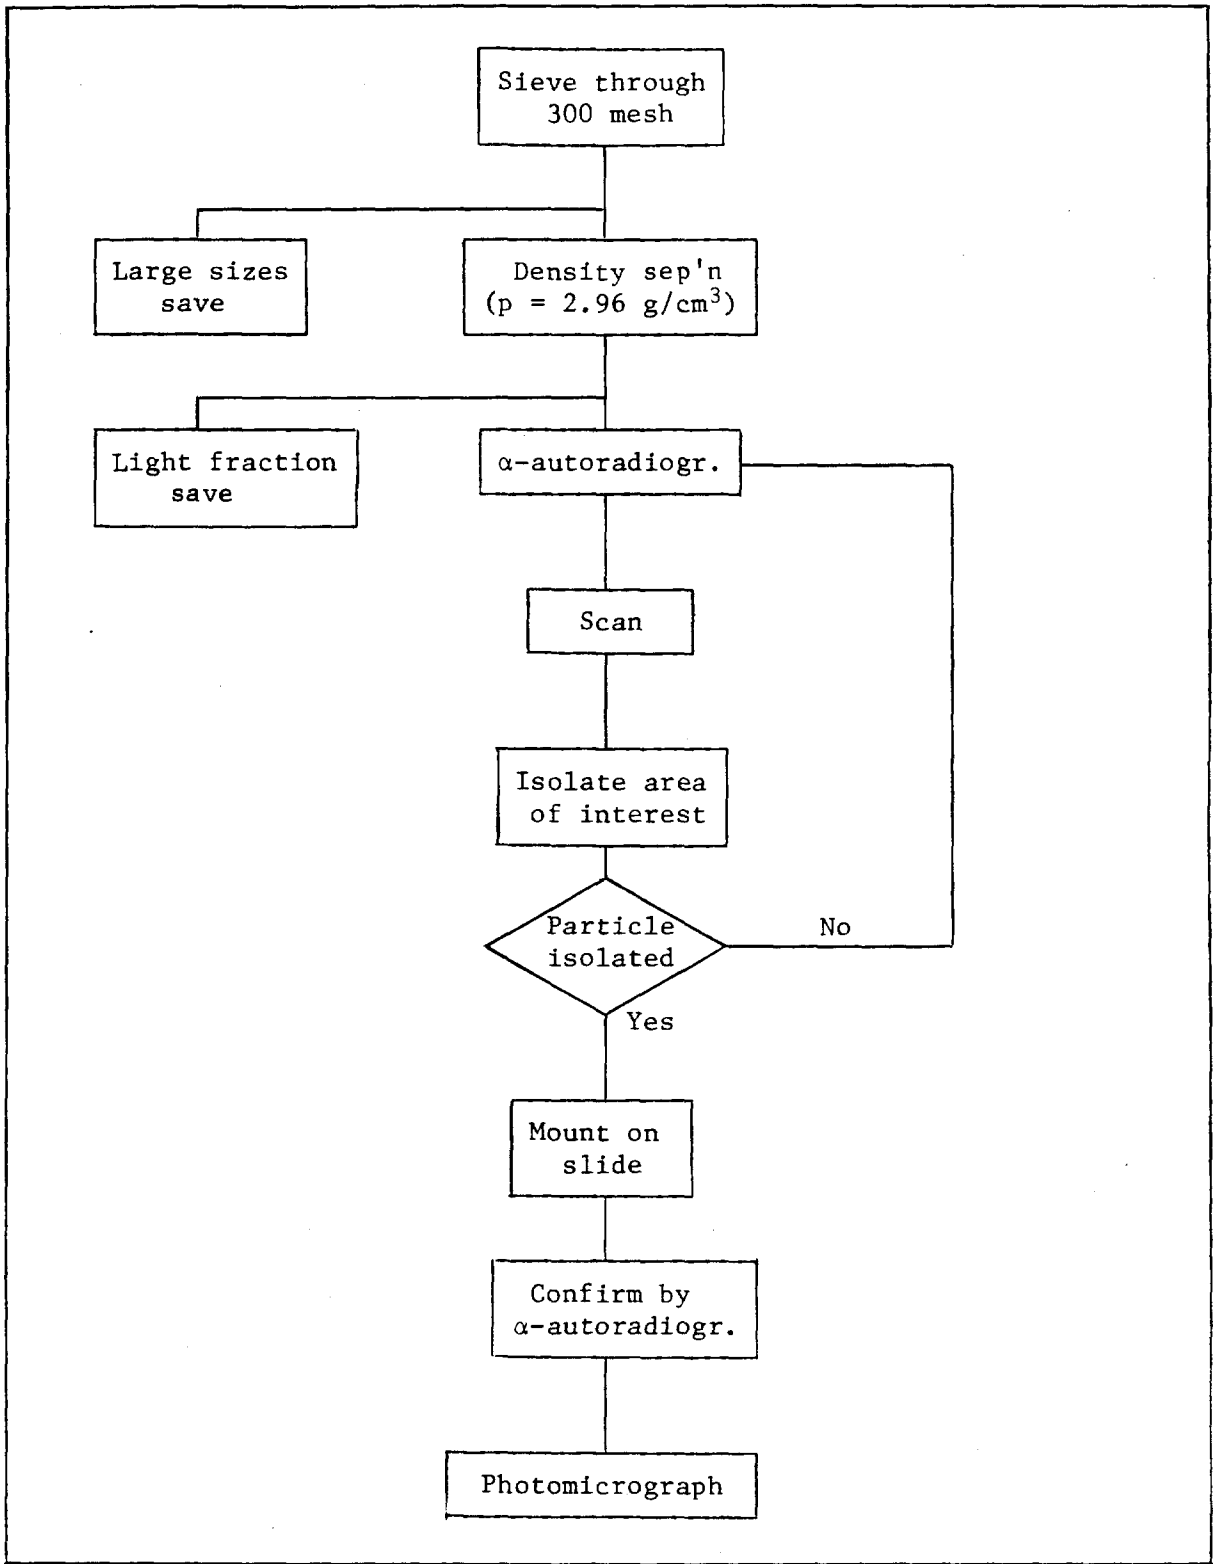 Sieve through
300 mesh
Large sizes
save
Density sep'n
(p = 2.96 g/cm³)
Light fraction
save
α-autoradiogr.
Scan
Isolate area
of interest
Particle
isolated
No
Yes
Mount on
slide
Confirm by
α-autoradiogr.
Photomicrograph